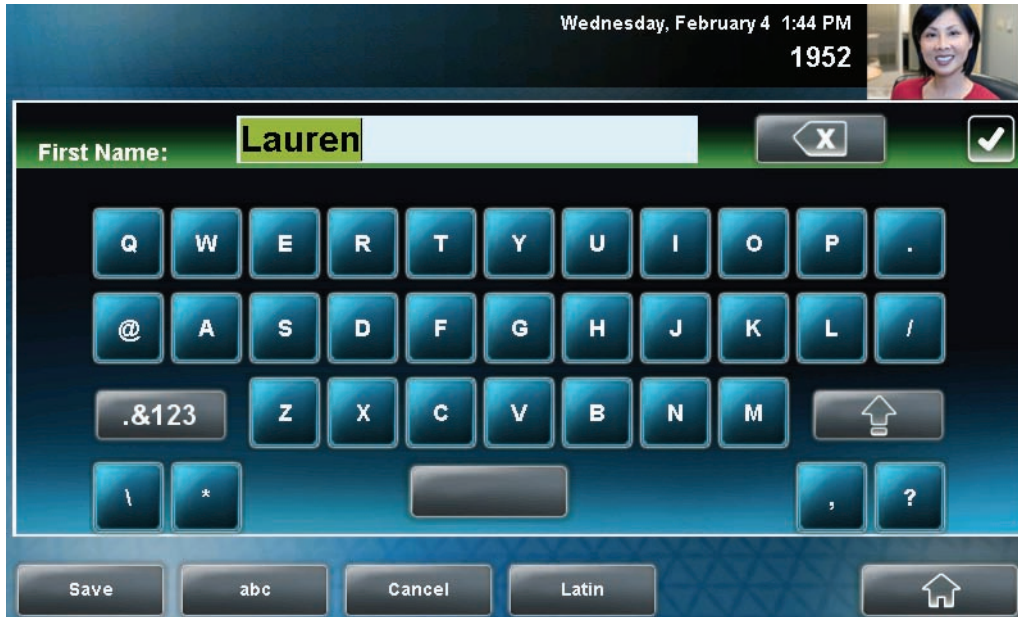 Wednesday, February 4 1:44 PM
1952
First Name: Lauren X
Q W E R T Y U I O P .
@ A S D F G H J K L /
.&123 Z X C V B N M
\ * , ?
Save abc Cancel Latin